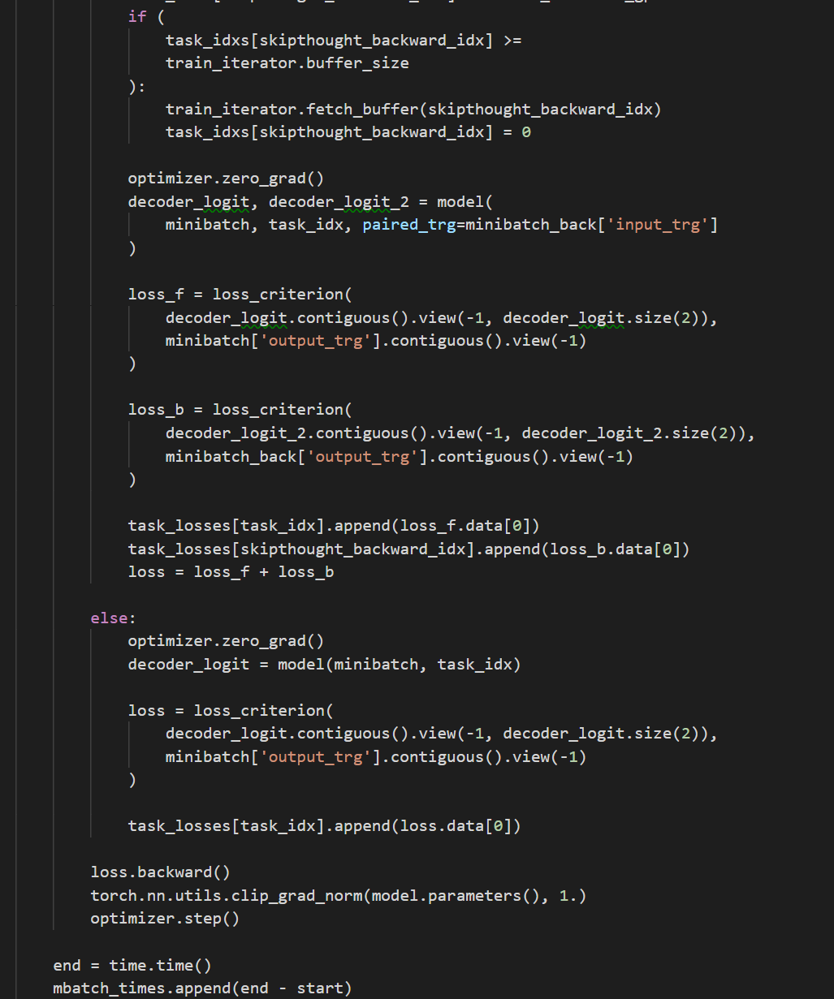 if (
task_idxs[skipthought_backward_idx] >=
train_iterator.buffer_size
):
train_iterator.fetch_buffer(skipthought_backward_idx)
task_idxs[skipthought_backward_idx] = 0
optimizer.zero_grad()
decoder_logit, decoder_logit_2 = model(
minibatch, task_idx, paired_trg=minibatch_back['input_trg']
)
loss_f = loss_criterion(
decoder_logit.contiguous().view(-1, decoder_logit.size(2)),
minibatch['output_trg'].contiguous().view(-1)
)
loss_b = loss_criterion(
decoder_logit_2.contiguous().view(-1, decoder_logit_2.size(2)),
minibatch_back['output_trg'].contiguous().view(-1)
)
task_losses[task_idx].append(loss_f.data[0])
task_losses[skipthought_backward_idx].append(loss_b.data[0])
loss = loss_f + loss_b
else:
optimizer.zero_grad()
decoder_logit = model(minibatch, task_idx)
loss = loss_criterion(
decoder_logit.contiguous().view(-1, decoder_logit.size(2)),
minibatch['output_trg'].contiguous().view(-1)
)
task_losses[task_idx].append(loss.data[0])
loss.backward()
torch.nn.utils.clip_grad_norm(model.parameters(), 1.)
optimizer.step()
end = time.time()
mbatch_times.append(end - start)